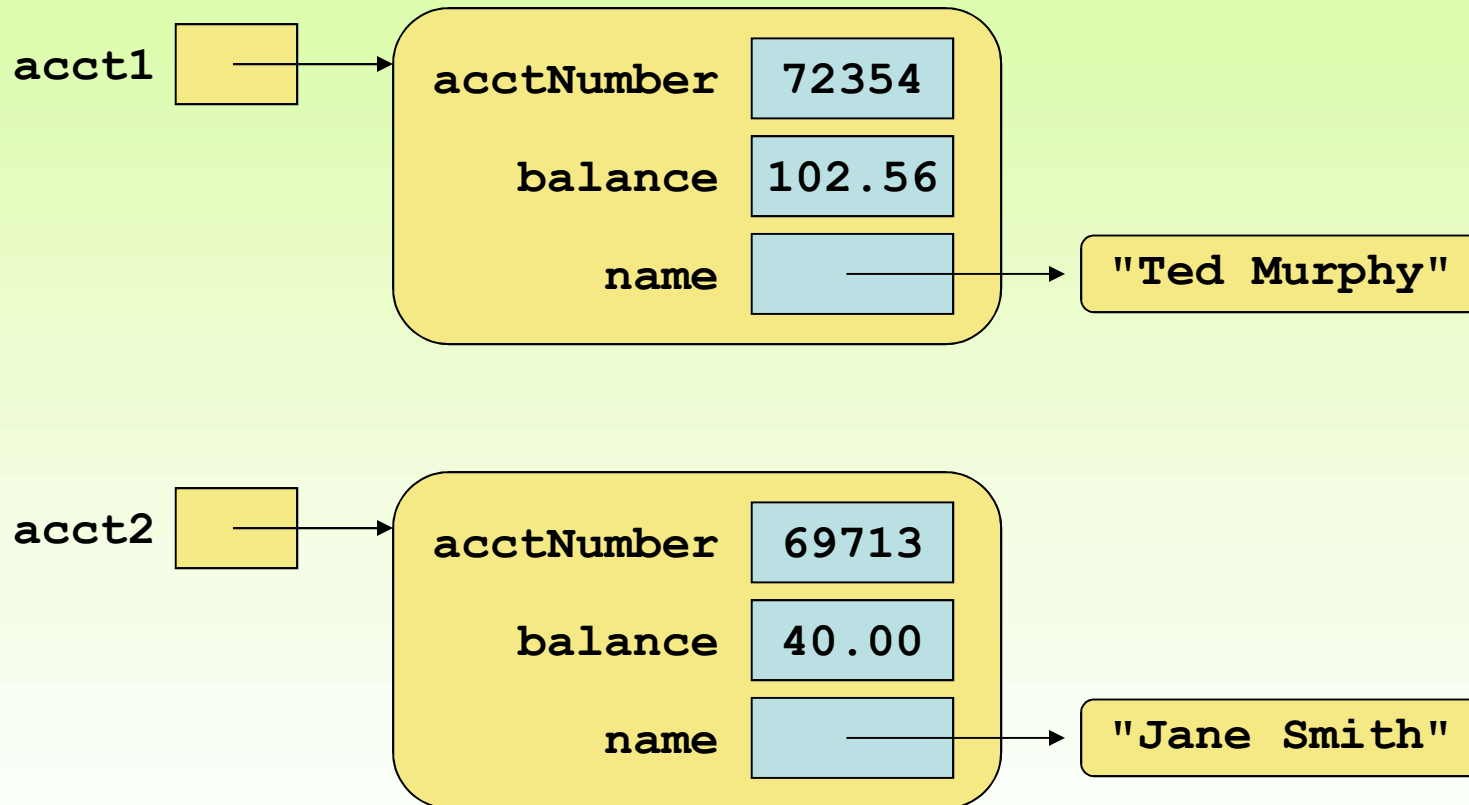 acct1
acctNumber 72354
balance 102.56
name "Ted Murphy"
acct2
acctNumber 69713
balance 40.00
name "Jane Smith"